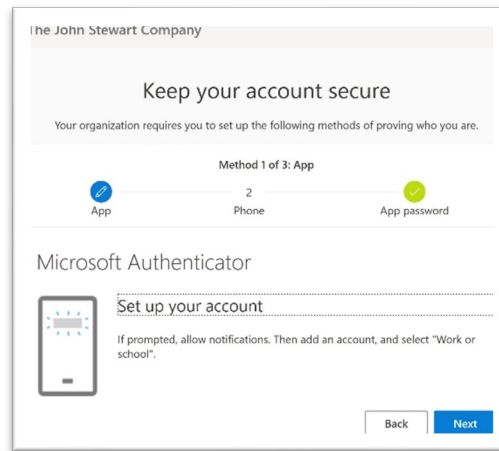 The John Stewart Company
Keep your account secure
Your organization requires you to set up the following methods of proving who you are.
Method 1 of 3: App
2
App
Phone
App password
Microsoft Authenticator
Set up your account
If prompted, allow notifications. Then add an account, and select "Work or
school".
Back
Next